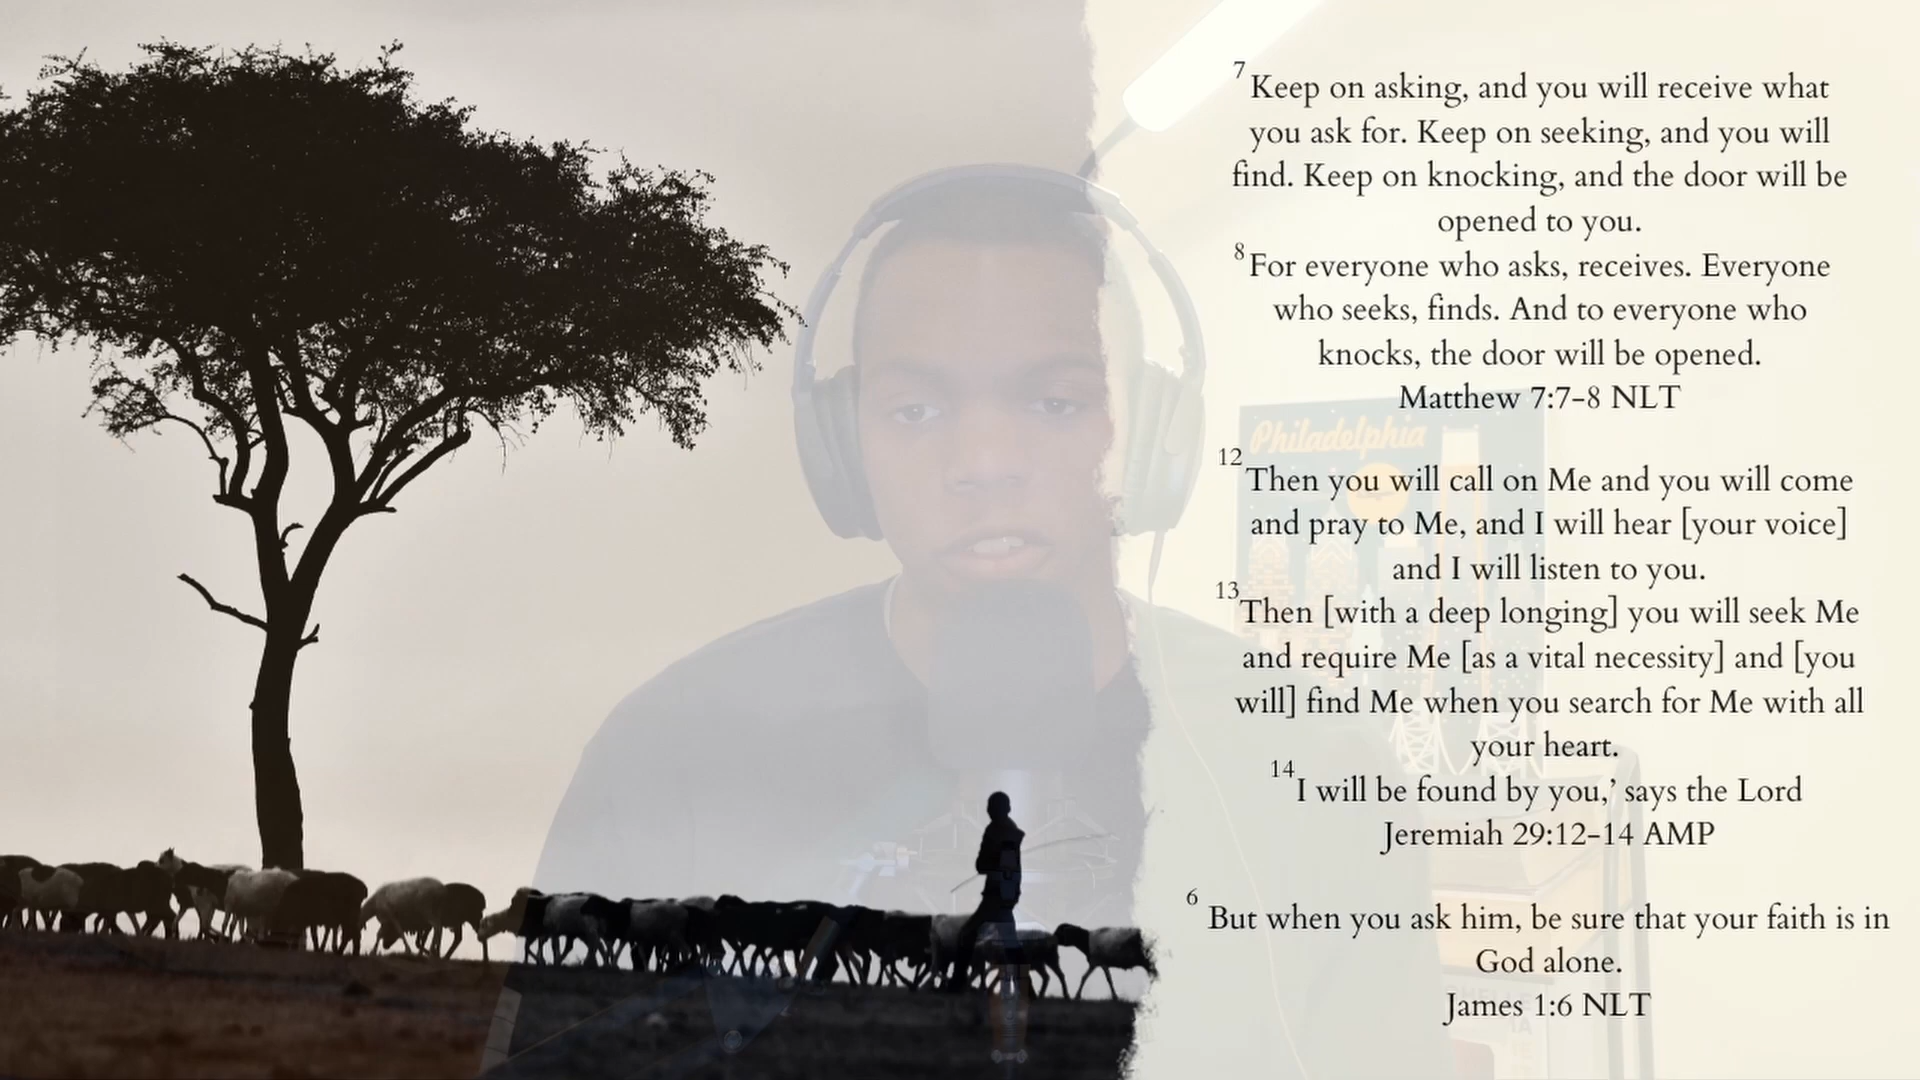 7 Keep on asking, and you will receive what
you ask for. Keep on seeking, and you will
find. Keep on knocking, and the door will be
opened to you.
8 For everyone who asks, receives. Everyone
who seeks, finds. And to everyone who
knocks, the door will be opened.
Matthew 7:7-8 NLT
Philadelphia
12 Then you will call on Me and you will come
and pray to Me, and I will hear [your voice]
and I will listen to you.
13 Then [with a deep longing] you will seek Me
and require Me [as a vital necessity] and [you
will] find Me when you search for Me with all
your heart.
14 I will be found by you,’ says the Lord
Jeremiah 29:12-14 AMP
6 But when you ask him, be sure that your faith is in
God alone.
James 1:6 NLT